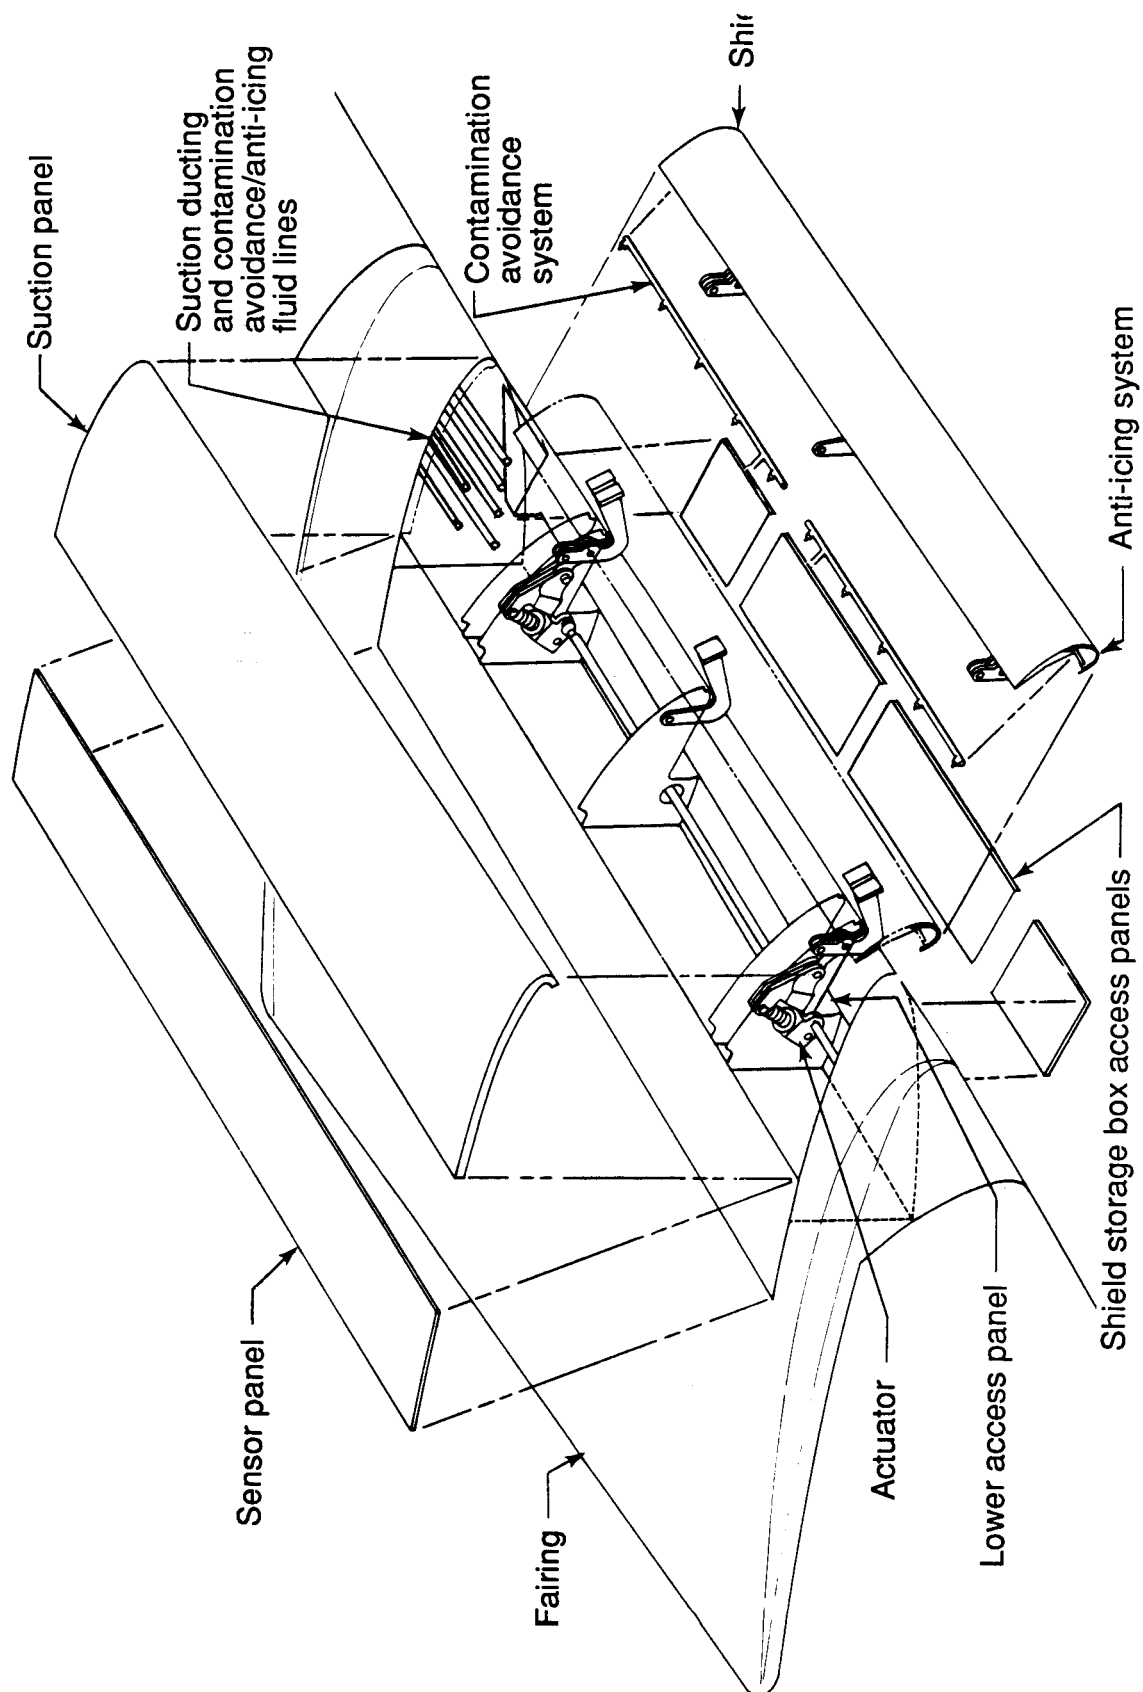 Suction panel
Suction ducting
and contamination
avoidance/anti-icing
fluid lines
Contamination
avoidance
system
Sensor panel
Fairing
Actuator
Lower access panel
Shield storage box access panels
Anti-icing system